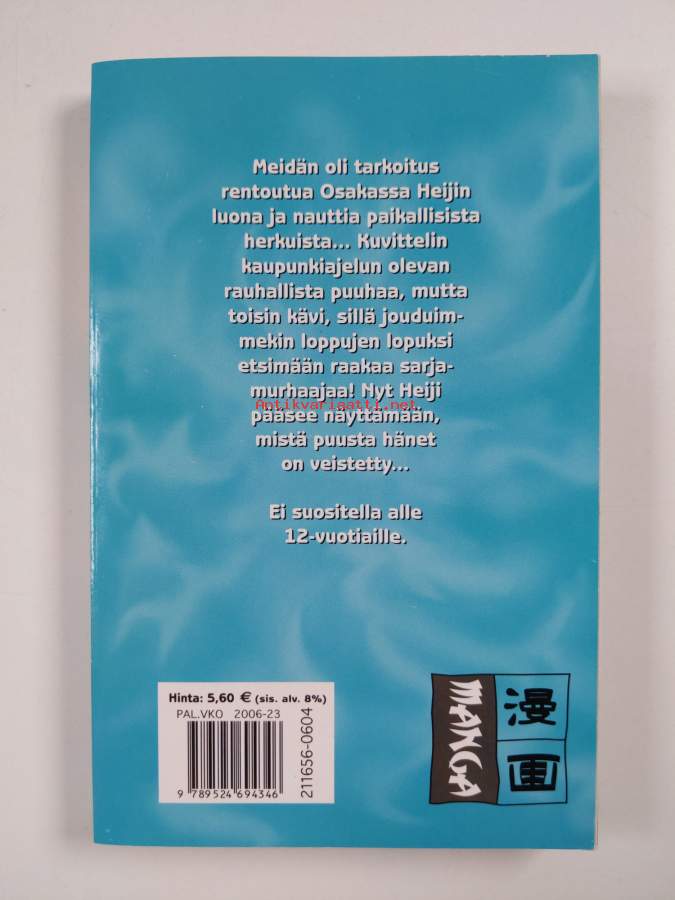 Meidän oli tarkoitus
rentoutua Osakassa Heijin
luona ja nauttia paikallisista
herkuista... Kuvittelin
kaupunkiajelun olevan
rauhallista puuhaa, mutta
toisin kävi, sillä jouduim-
mekin loppujen lopuksi
etsimään raakaa sarja-
murhaajaa! Nyt Heiji
Antikvariaatti.net
pääsee näyttämään,
mistä puusta hänet
on veistetty...
Ei suositella alle
12-vuotiaille.
Hinta: 5,60 € (sis. alv. 8%)
PAL.VKO 2006-23
9 789524 694346
211656-0604
MANGA
漫画